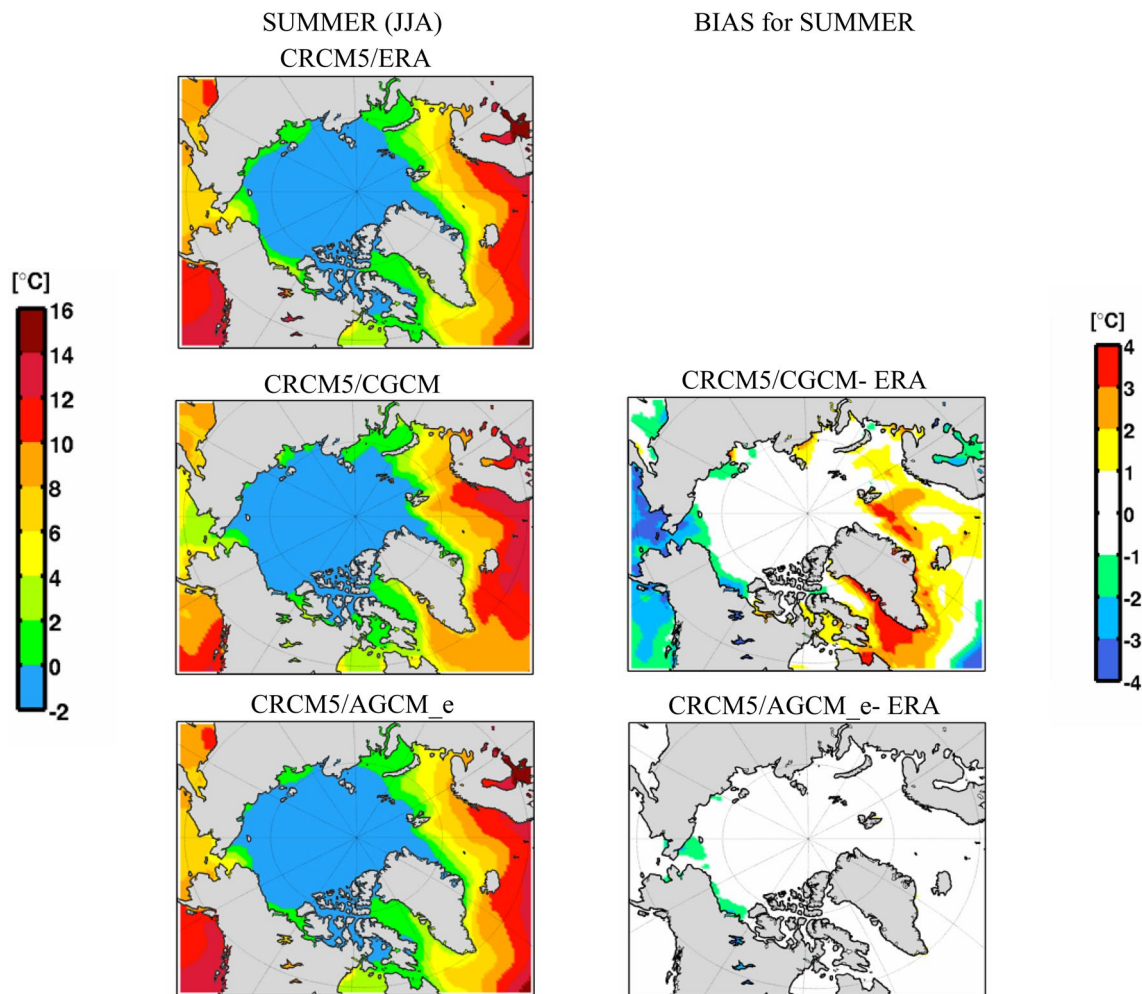 SUMMER (JJA)
BIAS for SUMMER
CRCM5/ERA
[°C]
16
14
12
10
8
6
4
2
0
-2
CRCM5/CGCM
CRCM5/CGCM- ERA
[°C]
4
3
2
1
0
-1
-2
-3
-4
CRCM5/AGCM_e
CRCM5/AGCM_e- ERA